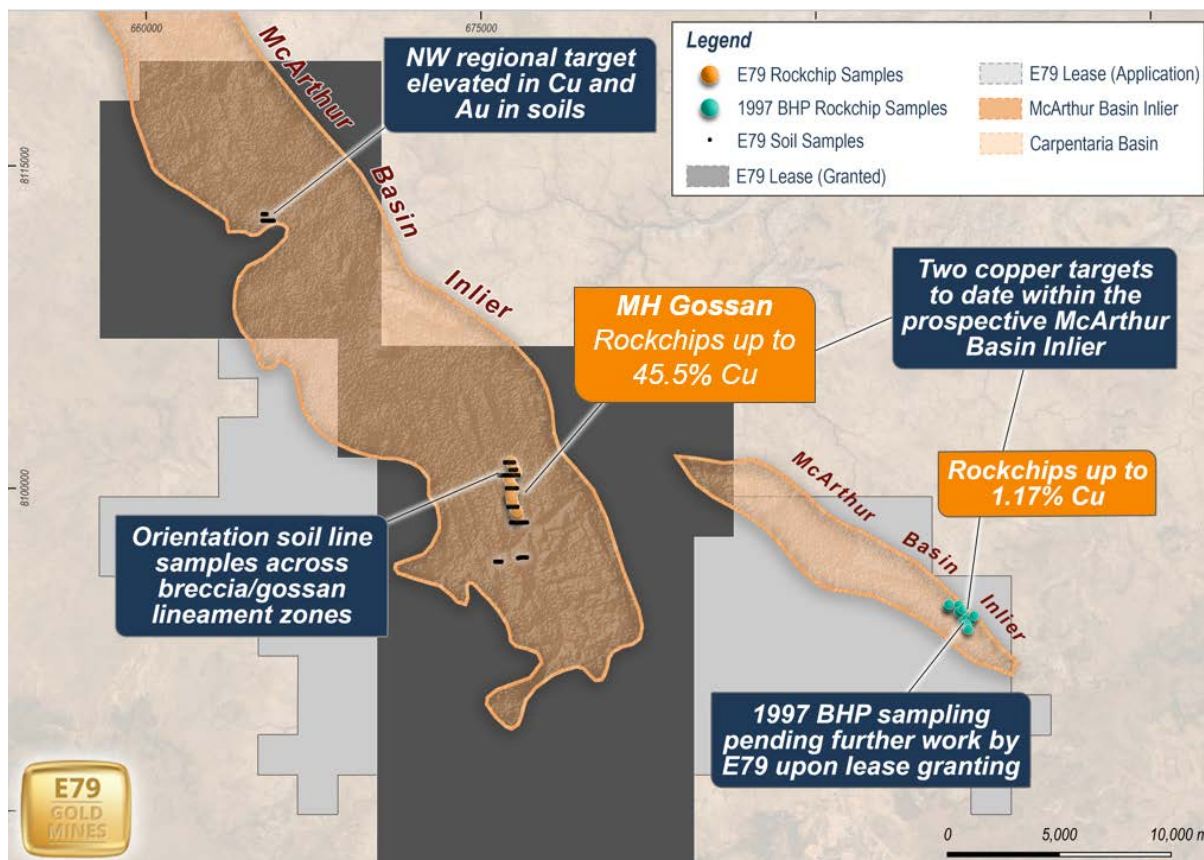 660000
675000
McArthur
Basin
Inlier
NW regional target
elevated in Cu and
Au in soils
Legend
E79 Rockchip Samples
1997 BHP Rockchip Samples
E79 Soil Samples
E79 Lease (Granted)
E79 Lease (Application)
McArthur Basin Inlier
Carpentaria Basin
8115000
MH Gossan
Rockchips up to
45.5% Cu
Two copper targets
to date within the
prospective McArthur
Basin Inlier
8100000
McArthur
Basin
Inlier
Rockchips up to
1.17% Cu
Orientation soil line
samples across
breccia/gossan
lineament zones
1997 BHP sampling
pending further work by
E79 upon lease granting
E79
GOLD
MINES
0 5,000 10,000 m